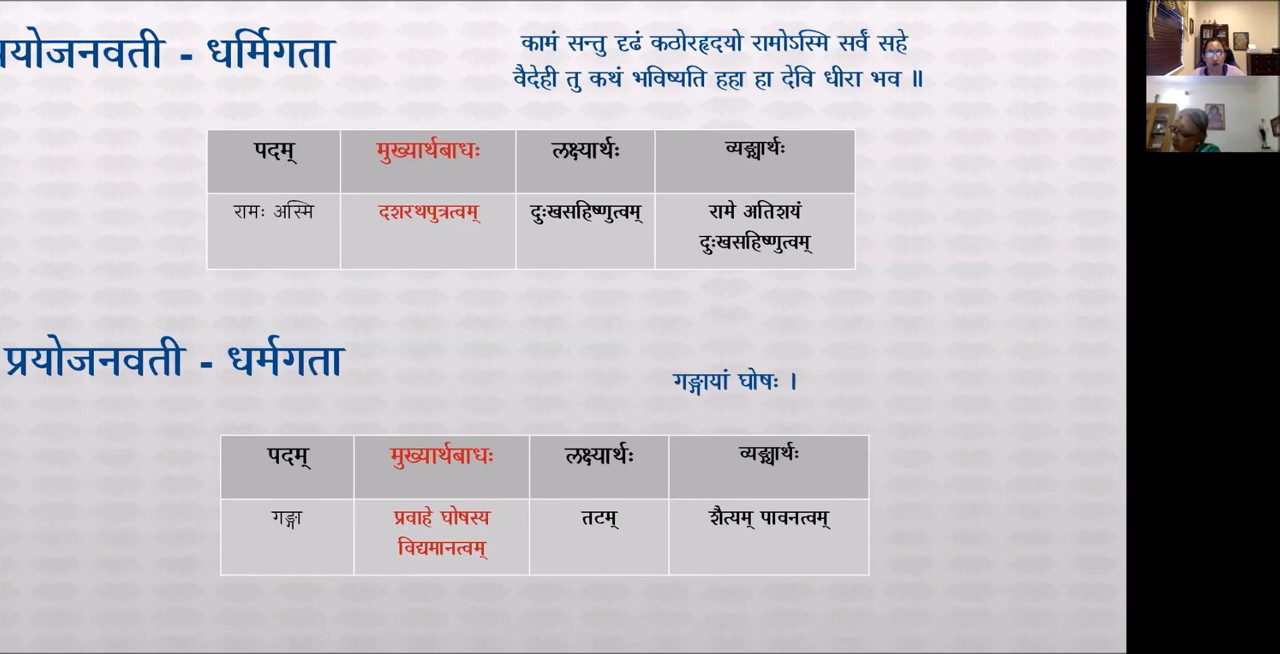 प्रयोजनवती - धर्मिगता
कामं सन्तु दृढं कठोरहृदयो रामोऽस्मि सर्वं सहे
वैदेही तु कथं भविष्यति हहा हा देवि धीरा भव ॥
पदम् मुख्यार्थबाधः लक्ष्यार्थः व्यङ्ग्यार्थः
रामः अस्मि दशरथपुत्रत्वम् दुःखसहिष्णुत्वम् रामे अतिशयं
दुःखसहिष्णुत्वम्
प्रयोजनवती - धर्मगता
गङ्गायां घोषः ।
पदम् मुख्यार्थबाधः लक्ष्यार्थः व्यङ्ग्यार्थः
गङ्गा प्रवाहे घोषस्य तटम् शैत्यम् पावनत्वम्
विद्यमानत्वम्